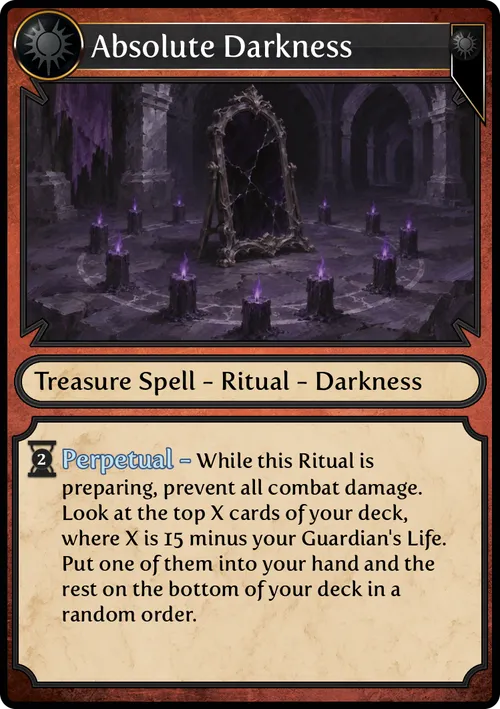 Absolute Darkness
Treasure Spell - Ritual - Darkness
2 Perpetual - While this Ritual is
preparing, prevent all combat damage.
Look at the top X cards of your deck,
where X is 15 minus your Guardian's Life.
Put one of them into your hand and the
rest on the bottom of your deck in a
random order.